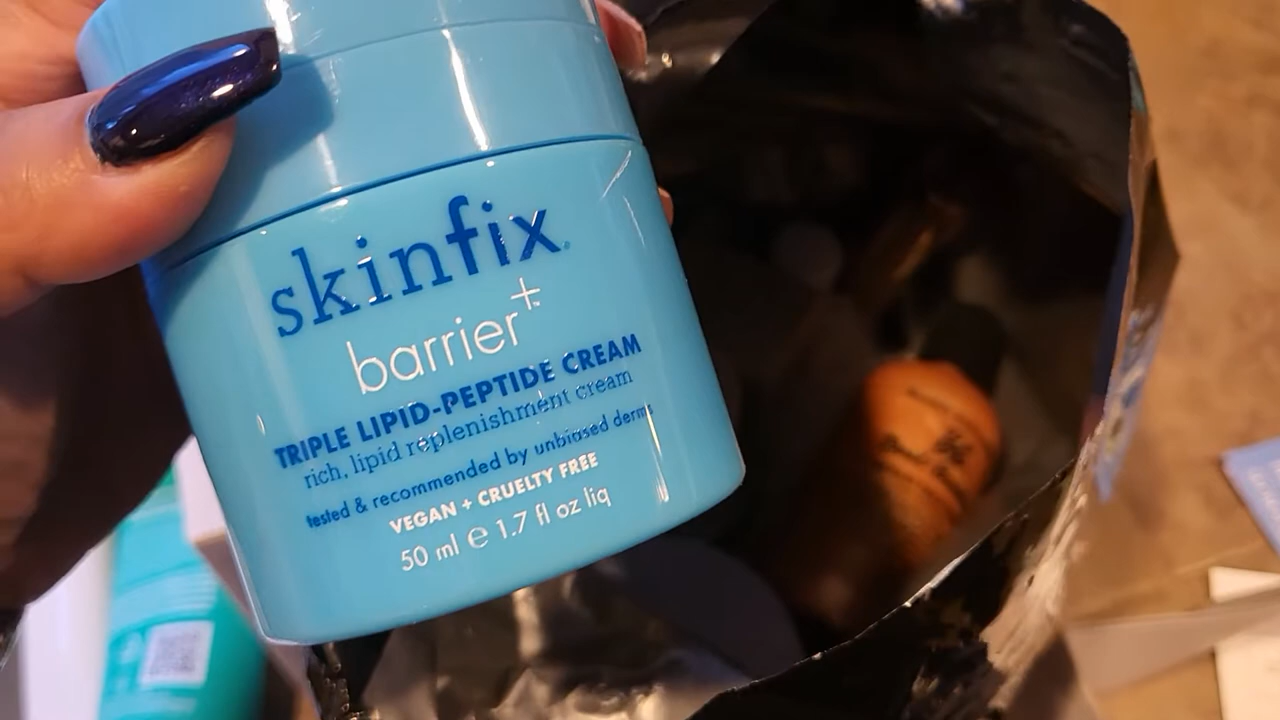 skinfix
barrier+
TRIPLE LIPID-PEPTIDE CREAM
rich, lipid replenishment cream
tested & recommended by unbiased derms
VEGAN + CRUELTY FREE
50 ml e 1.7 fl oz liq